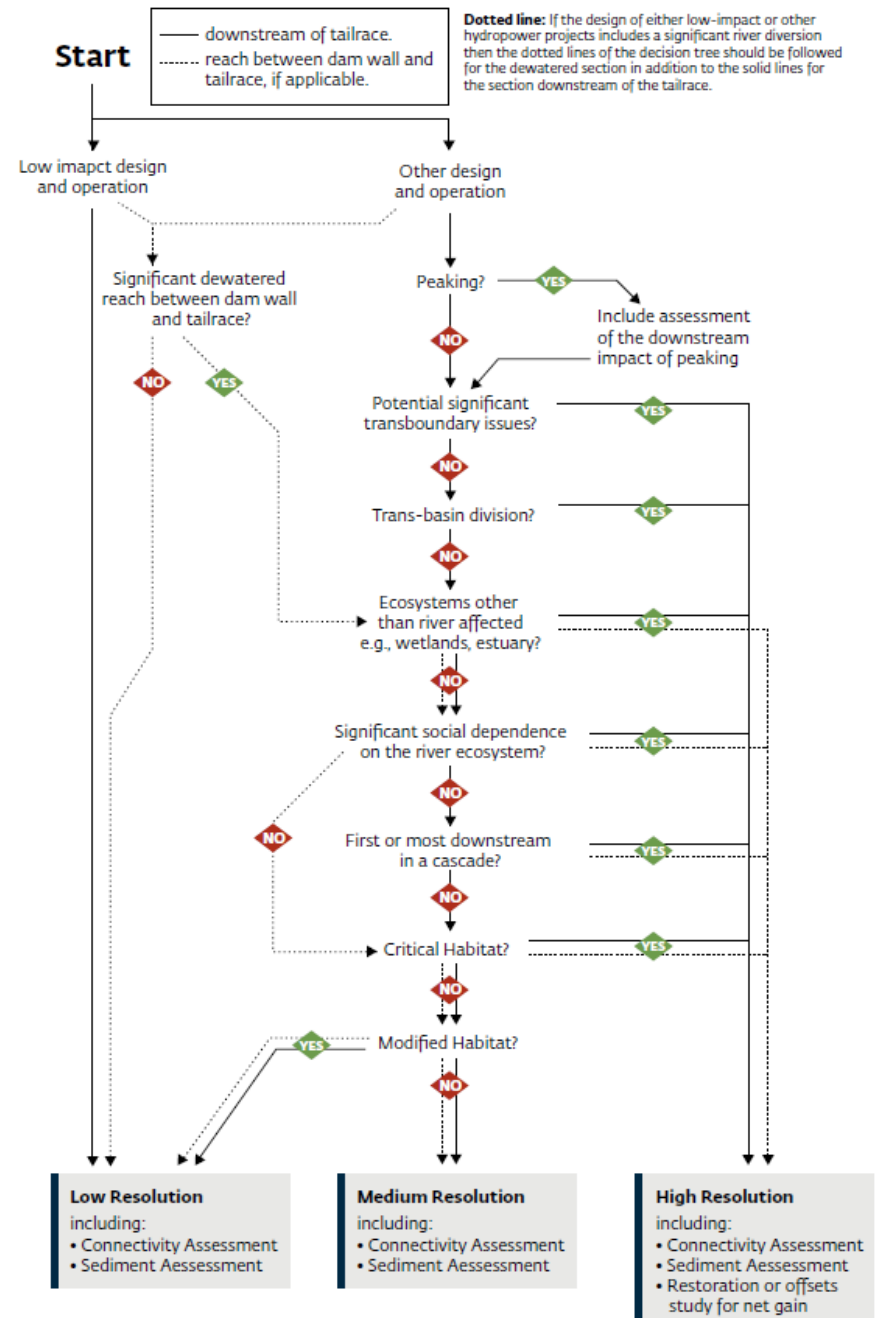 Start
downstream of tailrace.
reach between dam wall and
tailrace, if applicable.
Dotted line: If the design of either low-impact or other
hydropower projects includes a significant river diversion
then the dotted lines of the decision tree should be followed
for the dewatered section in addition to the solid lines for
the section downstream of the tailrace.
Low imapct design
and operation
Other design
and operation
Significant dewatered
reach between dam wall
and tailrace?
Peaking?
YES
Include assessment
of the downstream
impact of peaking
NO
NO
YES
Potential significant
transboundary issues?
YES
NO
Trans-basin division?
YES
NO
Ecosystems other
than river affected
e.g., wetlands, estuary?
YES
NO
Significant social dependence
on the river ecosystem?
YES
NO
NO
First or most downstream
in a cascade?
YES
NO
Critical Habitat?
YES
NO
Modified Habitat?
YES
NO
Low Resolution
including:
• Connectivity Assessment
• Sediment Aessessment
Medium Resolution
including:
• Connectivity Assessment
• Sediment Aessessment
High Resolution
including:
• Connectivity Assessment
• Sediment Aessessment
• Restoration or offsets
study for net gain